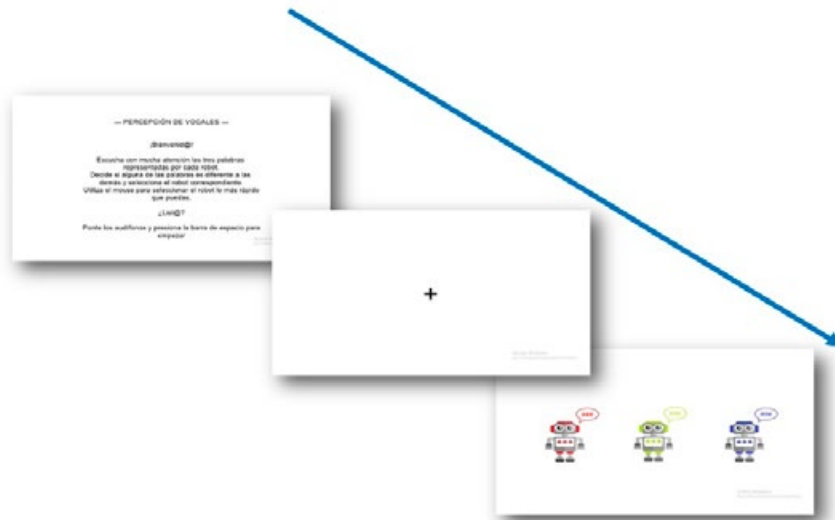 — PERCEPCIÓN DE VOCALES —
¡Bienvenid@!
Escucha con mucha atención las tres palabras
representadas por cada robot.
Decide si alguna de las palabras es diferente a las
demás y selecciona el robot correspondiente
Utiliza el mouse para seleccionar el robot lo más rápido
que puedas.
¿List@?
Ponte los audífonos y presiona la barra de espacio para
empezar
+